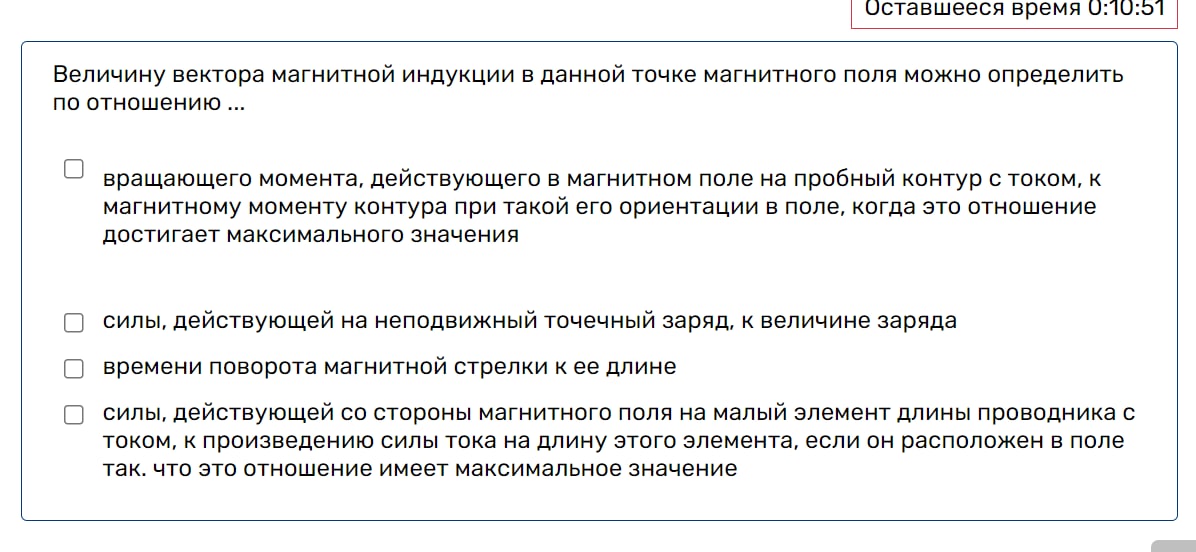 Оставшееся время 0:10:51
Величину вектора магнитной индукции в данной точке магнитного поля можно определить
по отношению ...
вращающего момента, действующего в магнитном поле на пробный контур с током, к
магнитному моменту контура при такой его ориентации в поле, когда это отношение
достигает максимального значения
силы, действующей на неподвижный точечный заряд, к величине заряда
времени поворота магнитной стрелки к ее длине
силы, действующей со стороны магнитного поля на малый элемент длины проводника с
током, к произведению силы тока на длину этого элемента, если он расположен в поле
так. что это отношение имеет максимальное значение